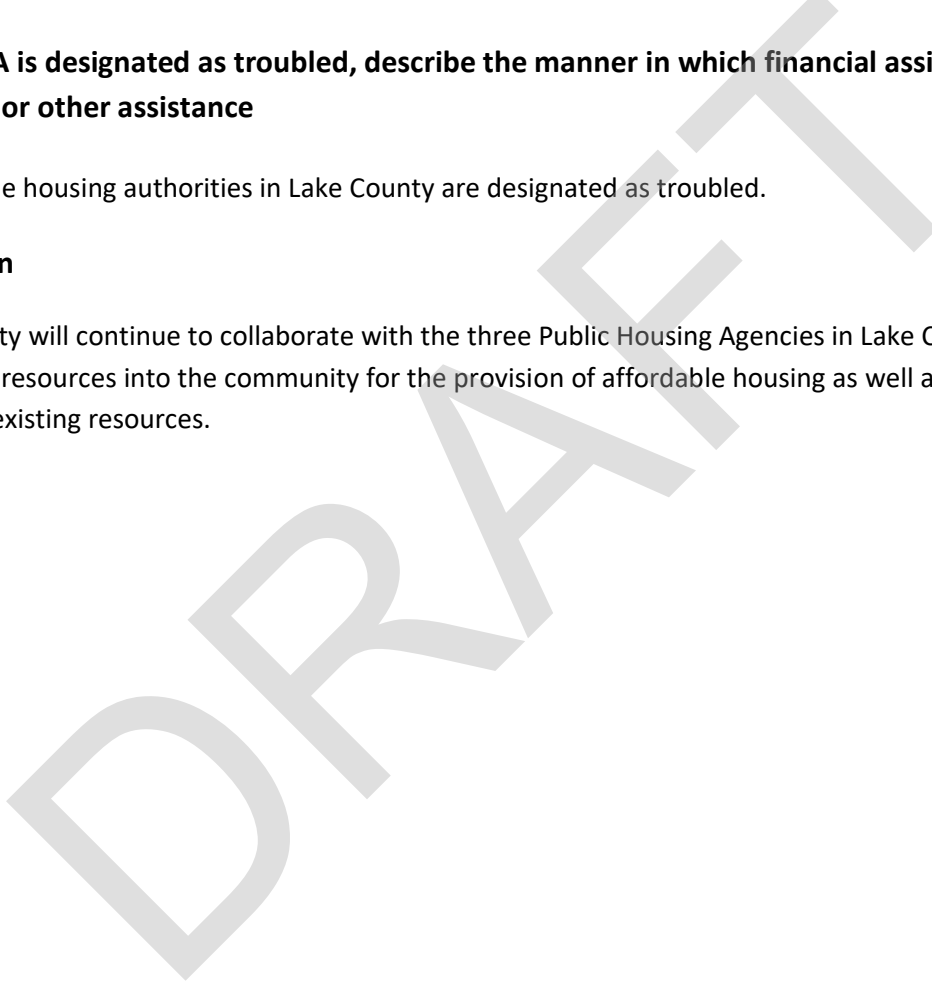 A is designated as troubled, describe the manner in which financial assi
or other assistance
e housing authorities in Lake County are designated as troubled.
n
ty will continue to collaborate with the three Public Housing Agencies in Lake C
resources into the community for the provision of affordable housing as well a
existing resources.
DRAFT